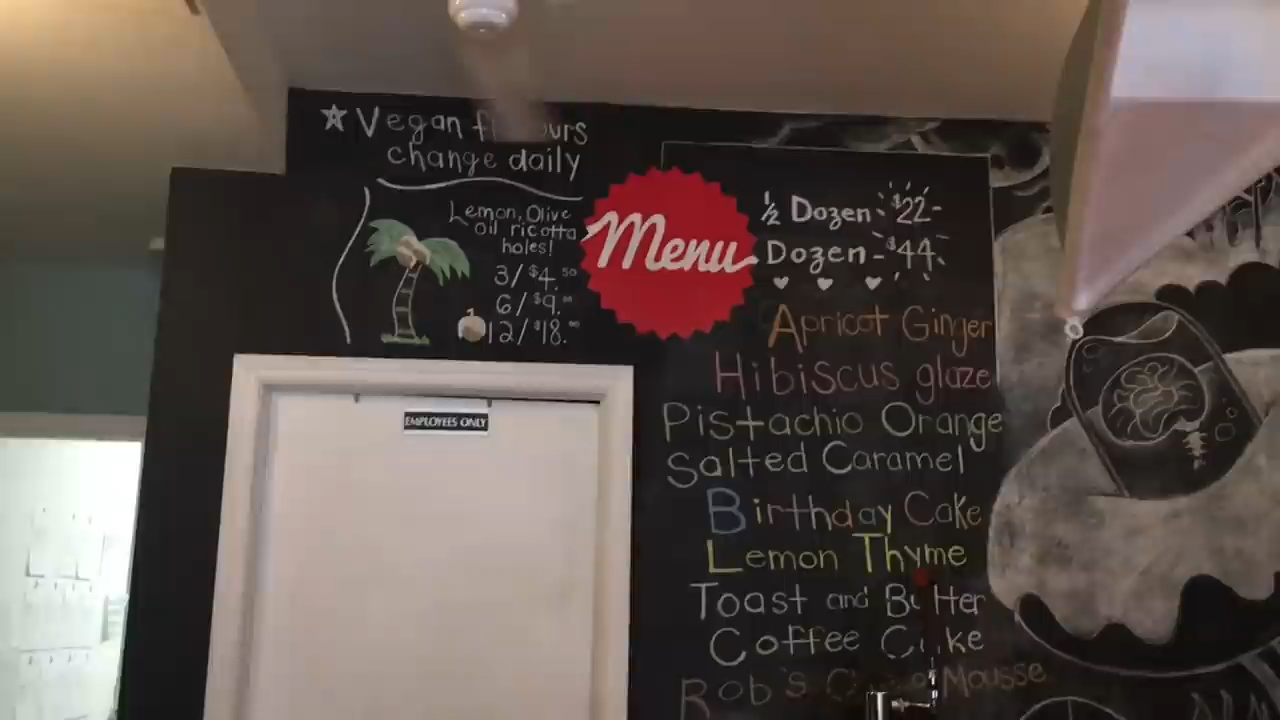 Vegan
change daily
Lemon, Olive
oil ricotta
holes!
3/$4.50
6/$9.00
12/$18.00
Menu
EMPLOYEES ONLY
1/2 Dozen - $22-
Dozen - $44-
Apricot Ginger
Hibiscus glaze
Pistachio Orange
Salted Caramel
Birthday Cake
Lemon Thyme
Toast and Butter
Coffee Cake
Rob's Mousse